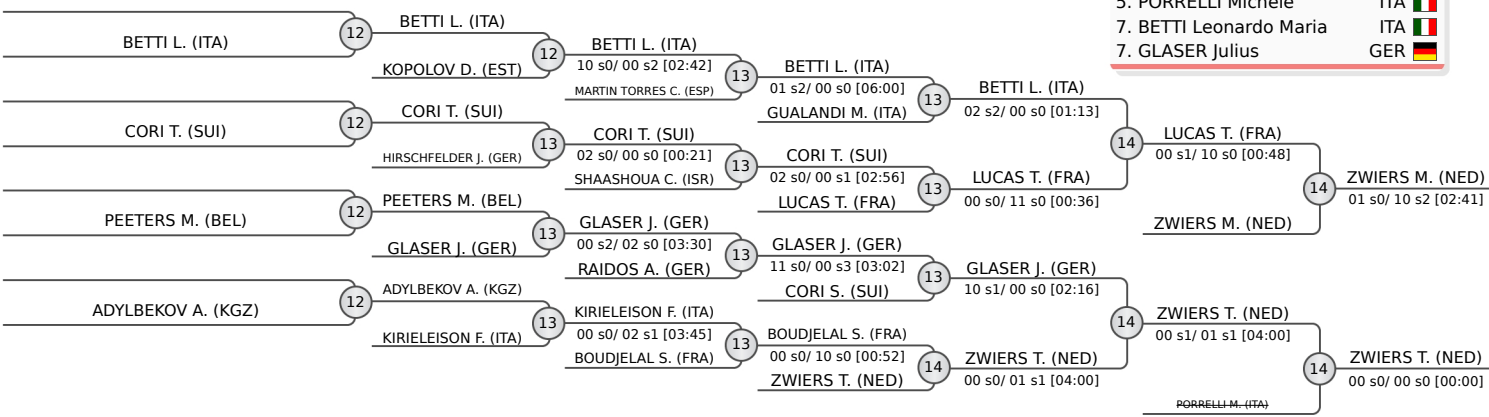 5. PORRELLI Michele ITA
7. BETTI Leonardo Maria ITA
7. GLASER Julius GER
BETTI L. (ITA)
12
CORI T. (SUI)
12
PEETERS M. (BEL)
12
ADYLBEKOV A. (KGZ)
12
BETTI L. (ITA)
12
KOPOLOV D. (EST)
CORI T. (SUI)
13
HIRSCHFELDER J. (GER)
PEETERS M. (BEL)
13
GLASER J. (GER)
ADYLBEKOV A. (KGZ)
13
KIRIELEISON F. (ITA)
BETTI L. (ITA)
10 s0/ 00 s2 [02:42]
13
MARTIN TORRES C. (ESP)
CORI T. (SUI)
02 s0/ 00 s0 [00:21]
13
SHAASHOUA C. (ISR)
GLASER J. (GER)
00 s2/ 02 s0 [03:30]
13
RAIDOS A. (GER)
KIRIELEISON F. (ITA)
00 s0/ 02 s1 [03:45]
13
BOUDJELAL S. (FRA)
BETTI L. (ITA)
01 s2/ 00 s0 [06:00]
13
GUALANDI M. (ITA)
CORI T. (SUI)
02 s0/ 00 s1 [02:56]
13
LUCAS T. (FRA)
GLASER J. (GER)
11 s0/ 00 s3 [03:02]
13
CORI S. (SUI)
BOUDJELAL S. (FRA)
00 s0/ 10 s0 [00:52]
14
ZWIERS T. (NED)
BETTI L. (ITA)
02 s2/ 00 s0 [01:13]
14
LUCAS T. (FRA)
00 s0/ 11 s0 [00:36]
GLASER J. (GER)
10 s1/ 00 s0 [02:16]
14
ZWIERS T. (NED)
00 s0/ 01 s1 [04:00]
LUCAS T. (FRA)
00 s1/ 10 s0 [00:48]
14
ZWIERS M. (NED)
ZWIERS T. (NED)
00 s1/ 01 s1 [04:00]
14
PORRELLI M. (ITA)
ZWIERS M. (NED)
01 s0/ 10 s2 [02:41]
ZWIERS T. (NED)
00 s0/ 00 s0 [00:00]